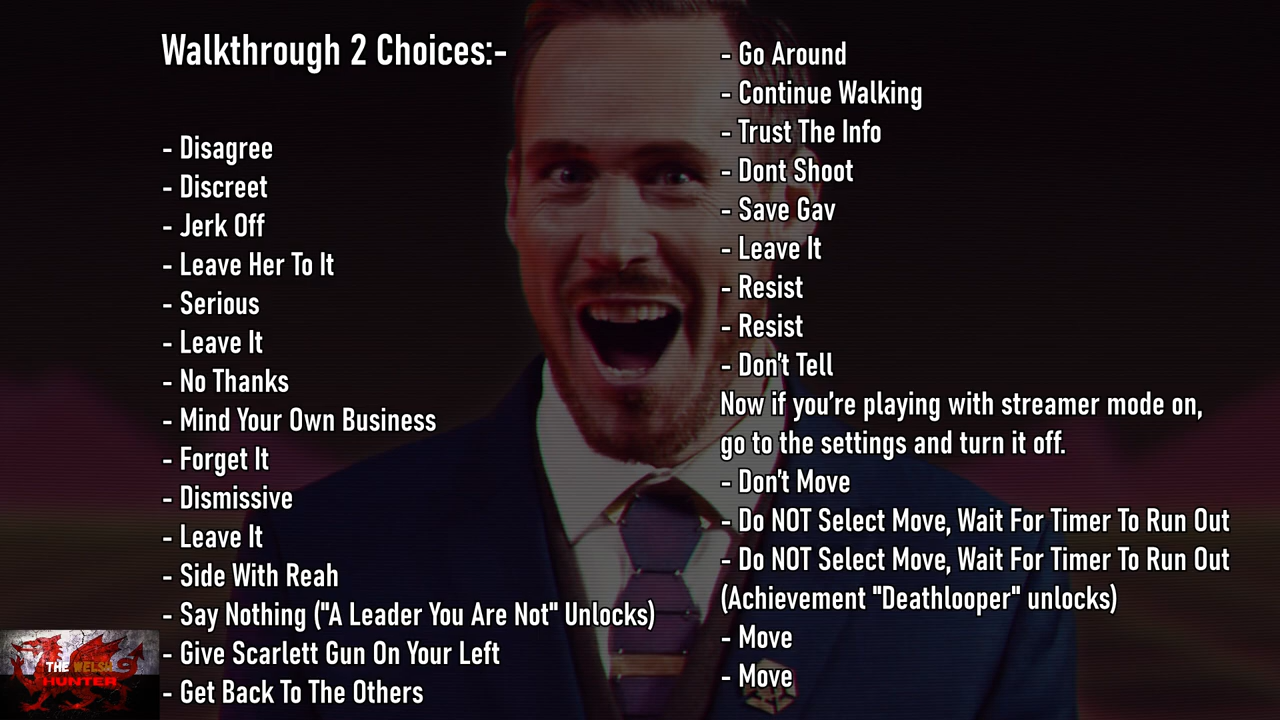 Walkthrough 2 Choices:-
- Disagree
- Discreet
- Jerk Off
- Leave Her To It
- Serious
- Leave It
- No Thanks
- Mind Your Own Business
- Forget It
- Dismissive
- Leave It
- Side With Reah
- Say Nothing ("A Leader You Are Not" Unlocks)
- Give Scarlett Gun On Your Left
- Get Back To The Others
- Go Around
- Continue Walking
- Trust The Info
- Dont Shoot
- Save Gav
- Leave It
- Resist
- Resist
- Don't Tell
Now if you're playing with streamer mode on,
go to the settings and turn it off.
- Don't Move
- Do NOT Select Move, Wait For Timer To Run Out
- Do NOT Select Move, Wait For Timer To Run Out
(Achievement "Deathlooper" unlocks)
- Move
- Move
THE WELSH
HUNTER